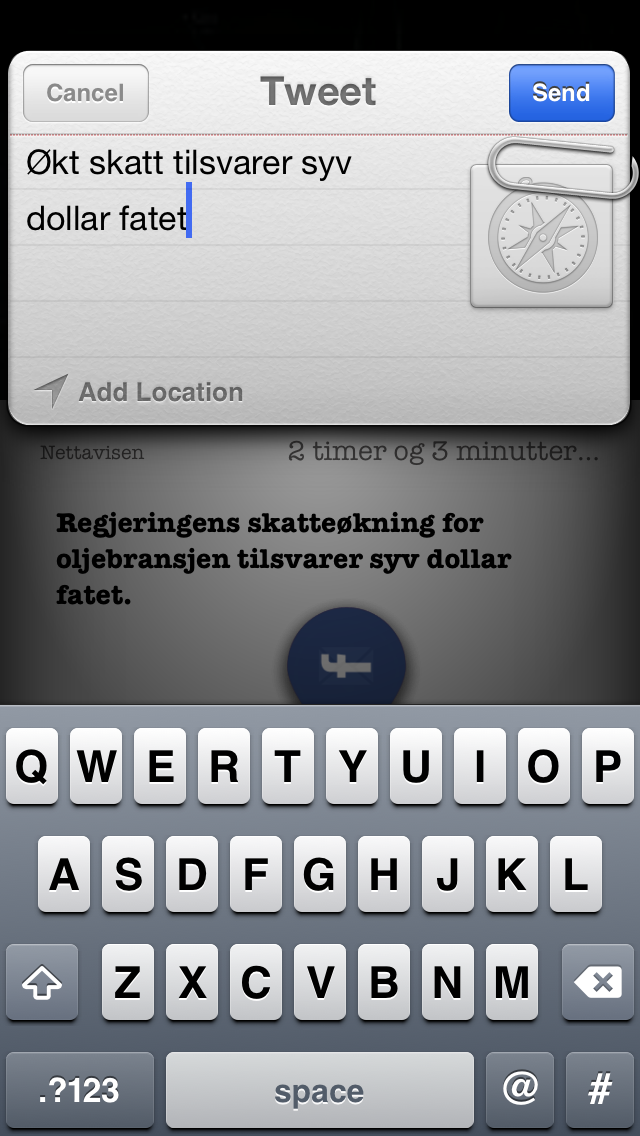 Cancel
Tweet
Send
Økt skatt tilsvarer syv
dollar fatet
Add Location
Nettavisen
2 timer og 3 minutter...
Regjeringens skatteøkning for
oljebransjen tilsvarer syv dollar
fatet.
f
Q W E R T Y U I O P
A S D F G H J K L
Z X C V B N M
.?123
space
@
#